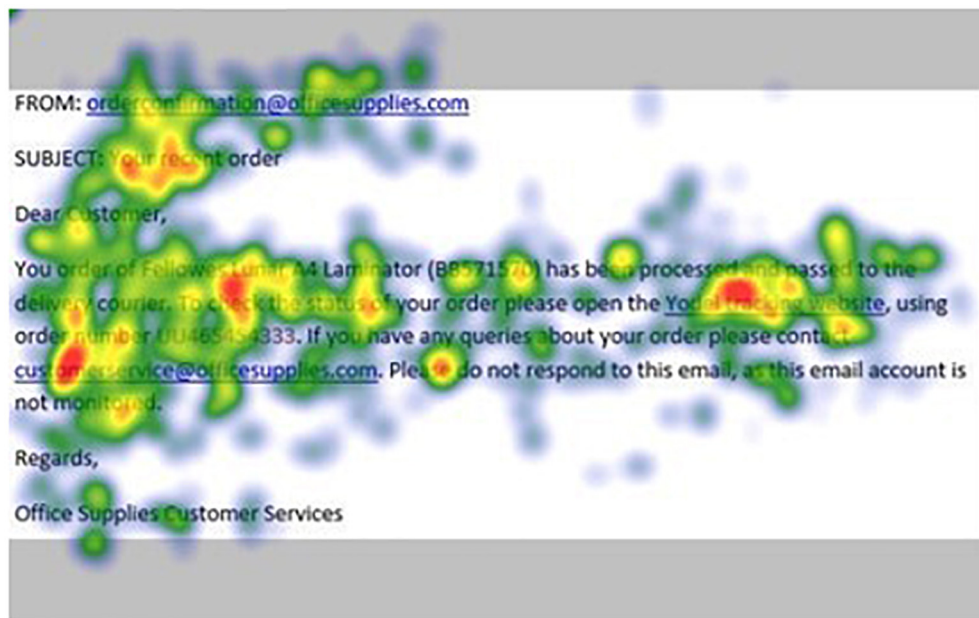 FROM: orderconfirmation@officesupplies.com
SUBJECT: Your recent order
Dear Customer,
You order of Fellowes Lunar A4 Laminator (BB571570) has been processed and passed to the
delivery courier. To check the status of your order please open the Yodel tracking website, using
order number UU465454333. If you have any queries about your order please contact
customerservice@officesupplies.com. Please do not respond to this email, as this email account is
not monitored.
Regards,
Office Supplies Customer Services